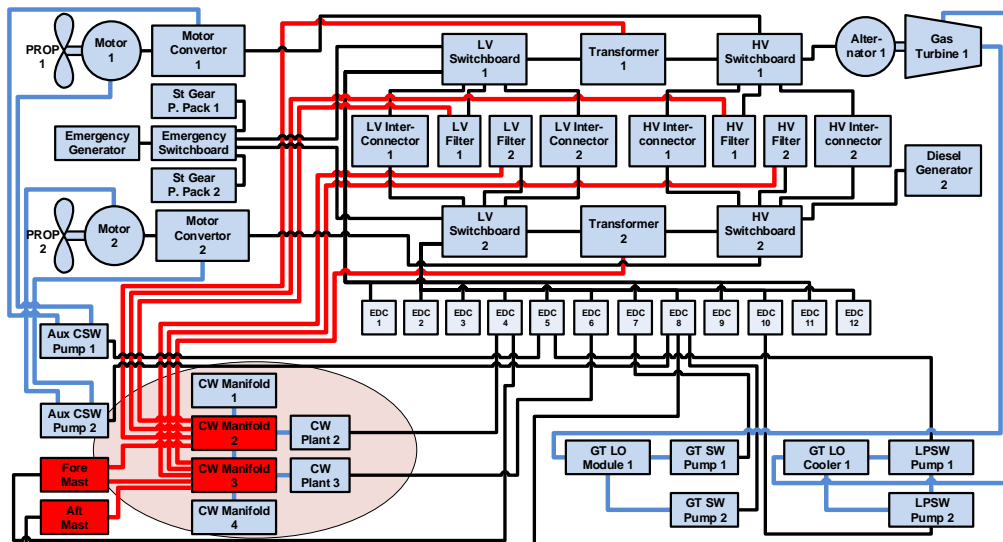 PROP
1
Motor
1
Motor
Convertor
1
LV
Switchboard
1
Transformer
1
HV
Switchboard
1
Alter-
nator 1
Gas
Turbine 1
St Gear
P. Pack 1
Emergency
Generator
Emergency
Switchboard
St Gear
P. Pack 2
LV Inter-
Connector
1
LV
Filter
1
LV
Filter
2
LV Inter-
Connector
2
HV Inter-
connector
1
HV
Filter
1
HV
Filter
2
HV Inter-
connector
2
Diesel
Generator
2
PROP
2
Motor
2
Motor
Convertor
2
LV
Switchboard
2
Transformer
2
HV
Switchboard
2
EDC
1
EDC
2
EDC
3
EDC
4
EDC
5
EDC
6
EDC
7
EDC
8
EDC
9
EDC
10
EDC
11
EDC
12
Aux CSW
Pump 1
Aux CSW
Pump 2
CW Manifold
1
CW Manifold
2
CW
Plant 2
CW Manifold
3
CW
Plant 3
CW Manifold
4
Fore
Mast
Aft
Mast
GT LO
Module 1
GT SW
Pump 1
GT SW
Pump 2
GT LO
Cooler 1
LPSW
Pump 1
LPSW
Pump 2